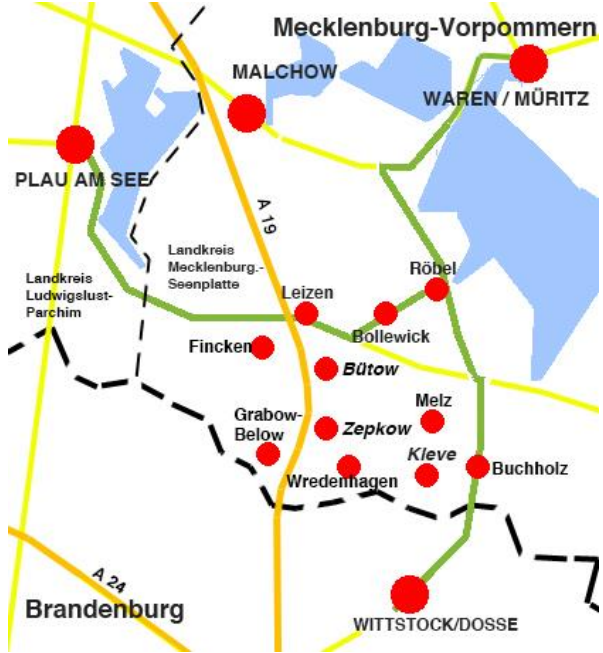 Mecklenburg-Vorpommern
MALCHOW
WAREN / MÜRITZ
PLAU AM SEE
A 19
Landkreis
Mecklenburg.-
Seenplatte
Landkreis
Ludwigslust-
Parchim
Röbel
Leizen
Bollewick
Fincken
Bütow
Melz
Grabow-
Below
Zepkow
Kleve
Buchholz
Wredenhagen
A 24
Brandenburg
WITTSTOCK/DOSSE